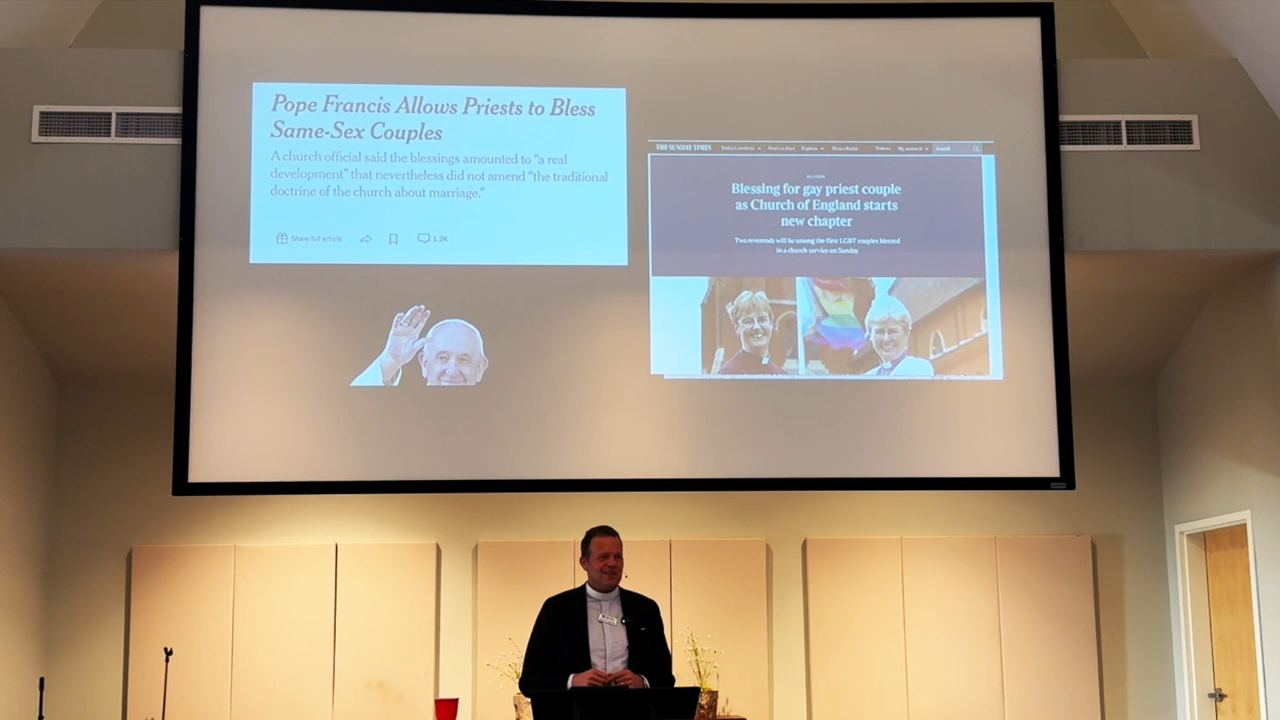 Pope Francis Allows Priests to Bless
Same-Sex Couples
A church official said the blessings amounted to “a real
development” that nevertheless did not amend “the traditional
doctrine of the church about marriage.”
Share full article
1.2K
THE SUNDAY TIMES
Search
RELIGION
Blessing for gay priest couple
as Church of England starts
new chapter
Two reverends will be among the first LGBT couples blessed
in a church service on Sunday